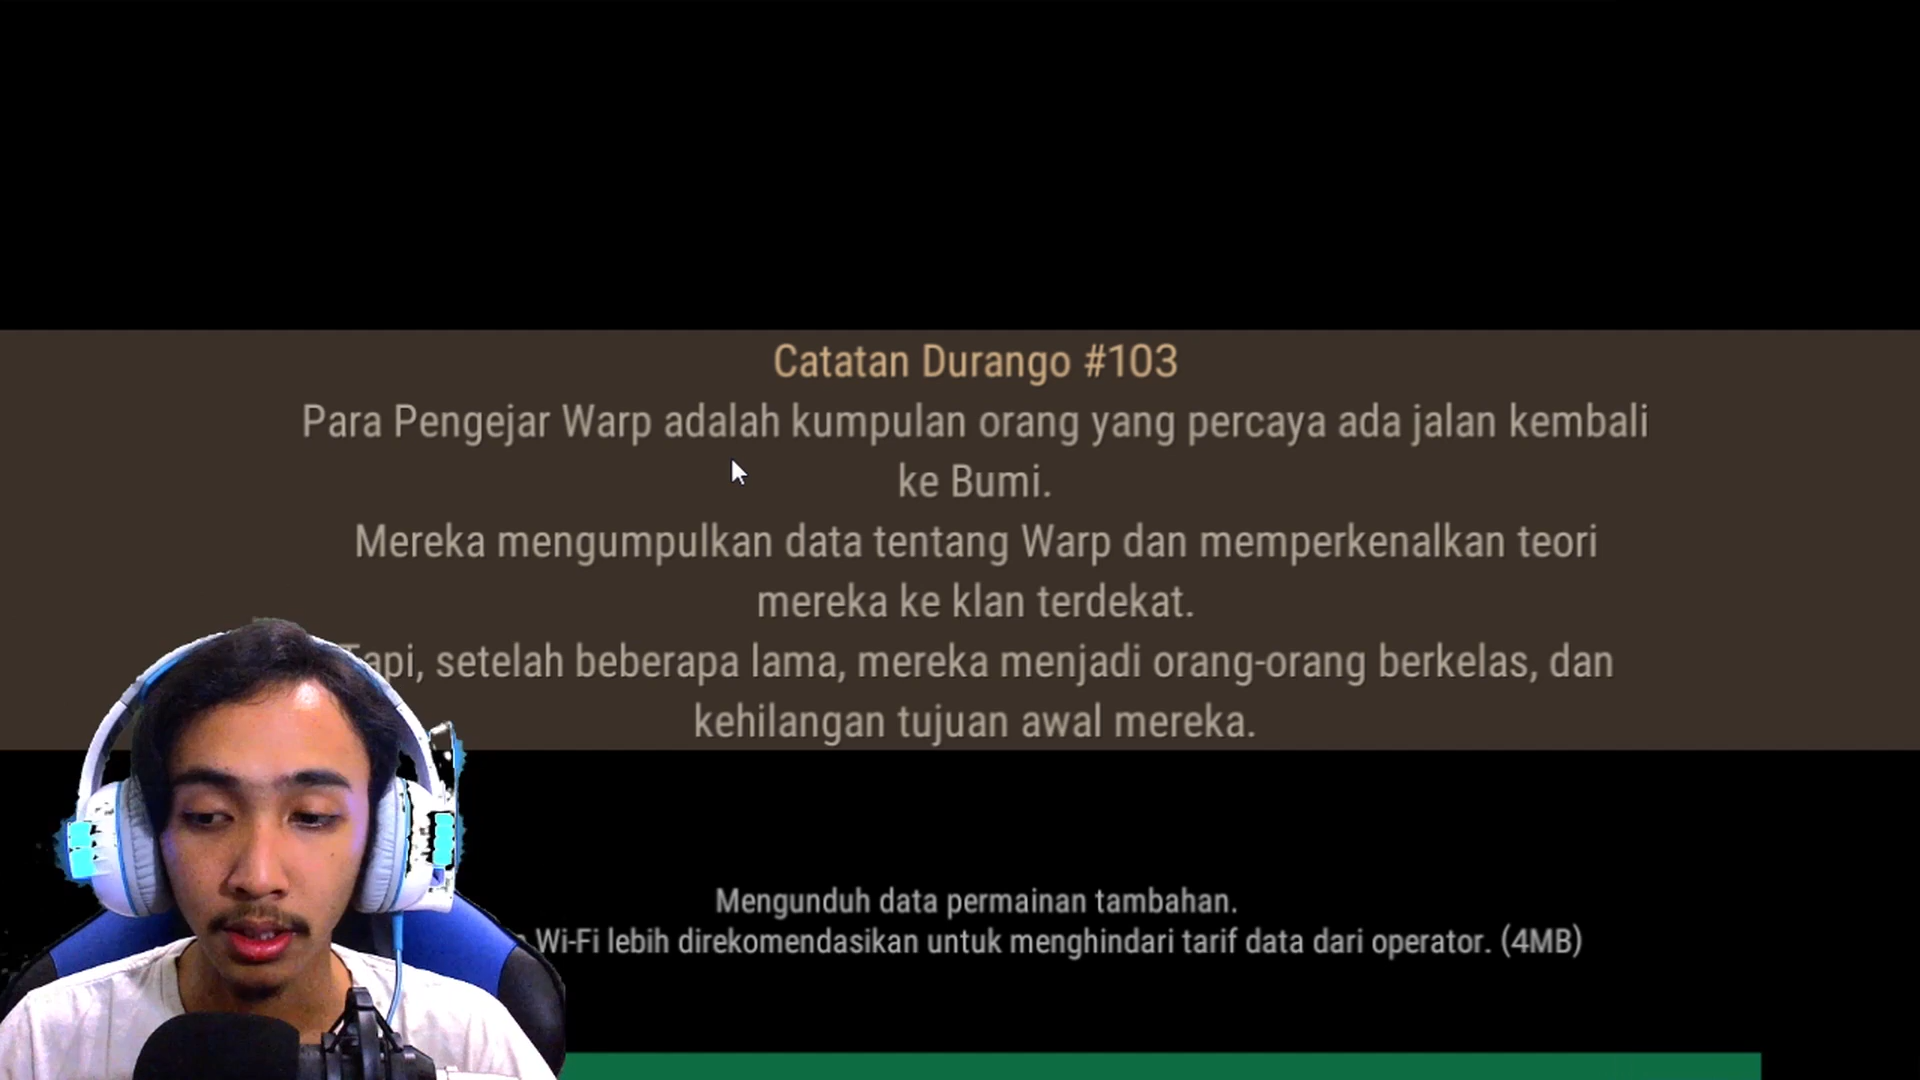 Catatan Durango #103
Para Pengejar Warp adalah kumpulan orang yang percaya ada jalan kembali
ke Bumi.
Mereka mengumpulkan data tentang Warp dan memperkenalkan teori
mereka ke klan terdekat.
Tapi, setelah beberapa lama, mereka menjadi orang-orang berkelas, dan
kehilangan tujuan awal mereka.
Mengunduh data permainan tambahan.
Wi-Fi lebih direkomendasikan untuk menghindari tarif data dari operator. (4MB)